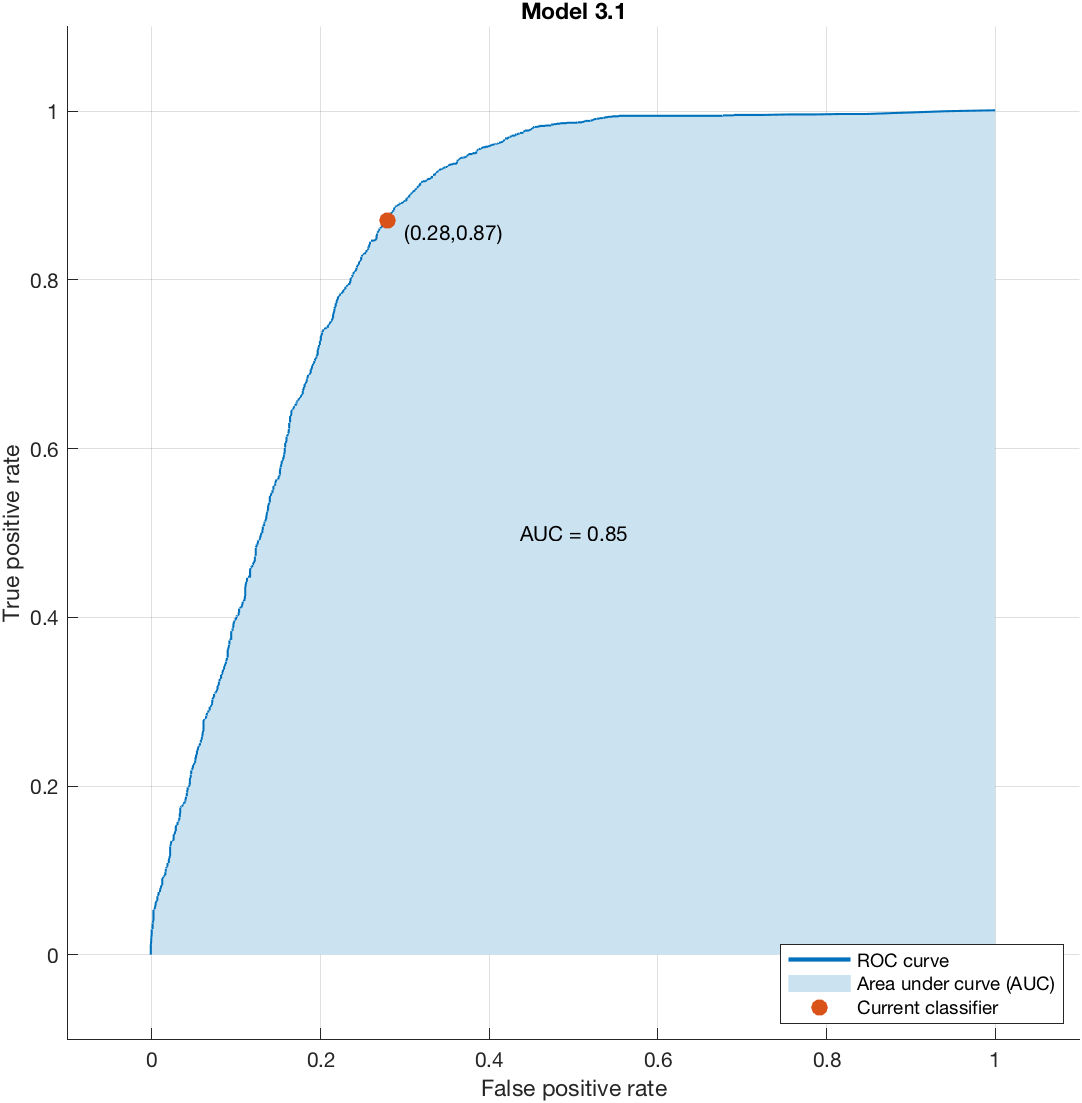 Model 3.1
True positive rate
1
0.8
0.6
0.4
0.2
0
(0.28,0.87)
AUC = 0.85
ROC curve
Area under curve (AUC)
Current classifier
0 0.2 0.4 0.6 0.8 1
False positive rate